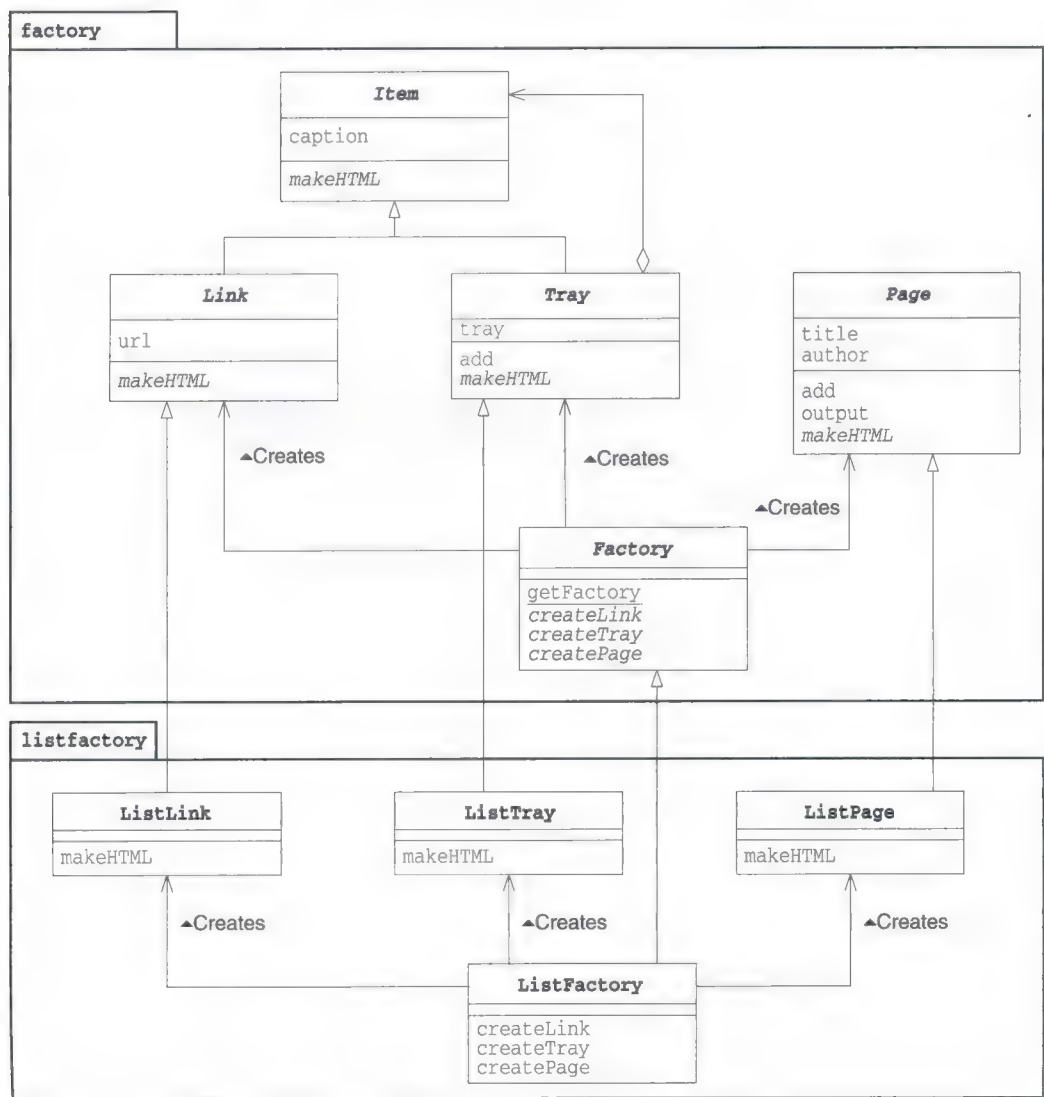 factory
Item
caption
makeHTML
Link
url
makeHTML
Tray
tray
add
makeHTML
Page
title
author
add
output
makeHTML
▲Creates
▲Creates
▲Creates
Factory
getFactory
createLink
createTray
createPage
listfactory
ListLink
makeHTML
ListTray
makeHTML
ListPage
makeHTML
▲Creates
▲Creates
▲Creates
ListFactory
createLink
createTray
createPage